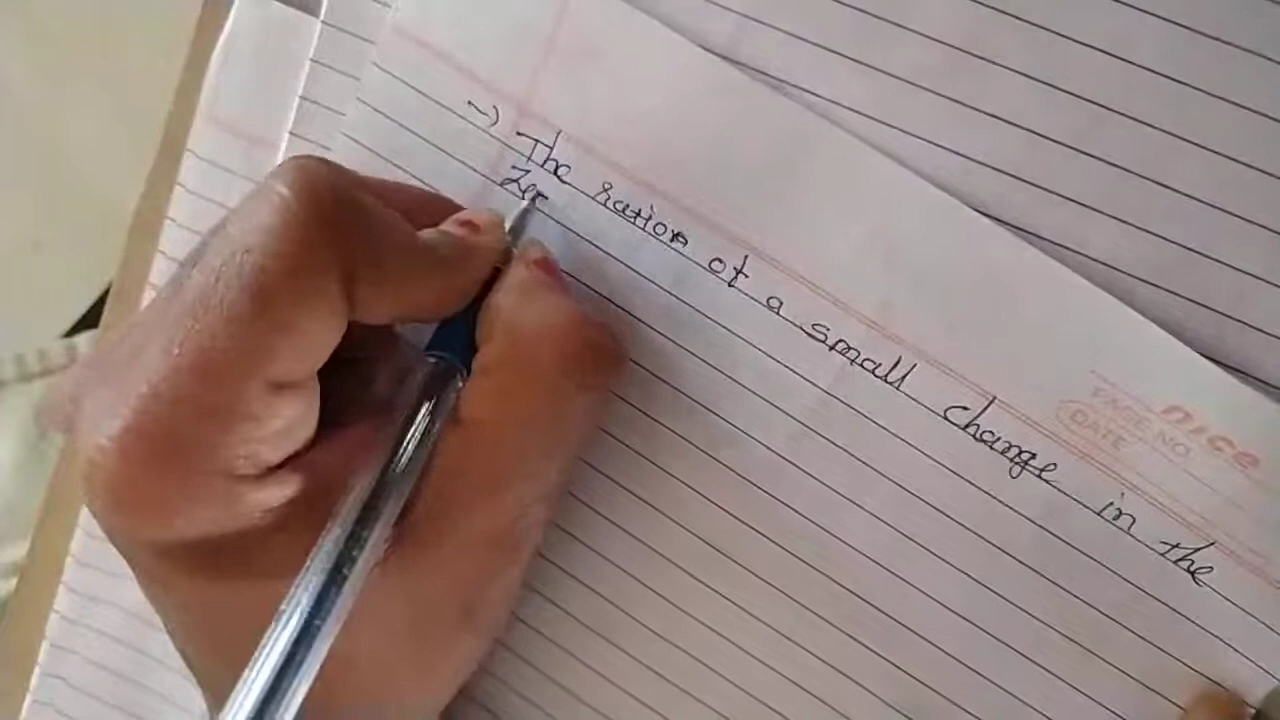 ~) The ration of a small change in the
Zer
nice
PAGE NO.
DATE